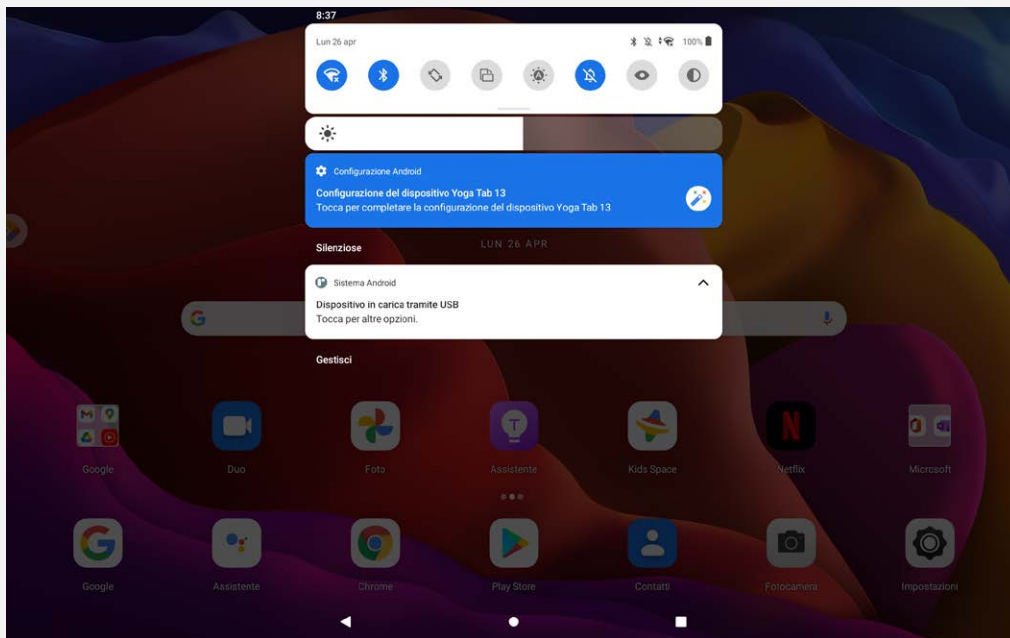 8:37
Lun 26 apr
100%
Configurazione Android
Configurazione del dispositivo Yoga Tab 13
Tocca per completare la configurazione del dispositivo Yoga Tab 13
Silenziose
LUN 26 APR
Sistema Android
Dispositivo in carica tramite USB
Tocca per altre opzioni.
Gestisci
Google Duo Foto Assistente Kids Space Netflix Microsoft
Google Assistente Chrome Play Store Contatti Fotocamera Impostazioni